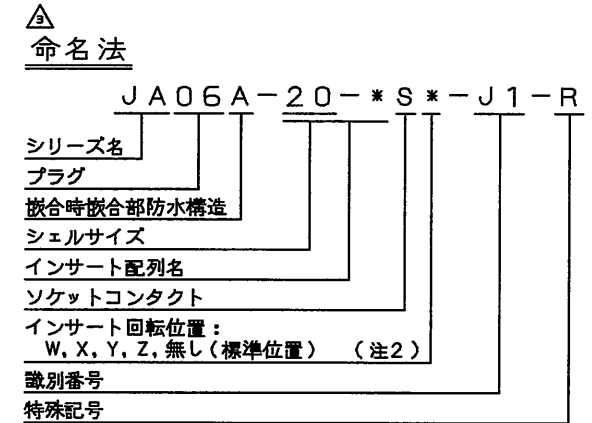 3
命名法
JA06A-20-*S*-J1-R
シリーズ名
プラグ
嵌合時嵌合部防水構造
シェルサイズ
インサート配列名
ソケットコンタクト
インサート回転位置：
W, X, Y, Z, 無し（標準位置） （注2）
識別番号
特殊記号